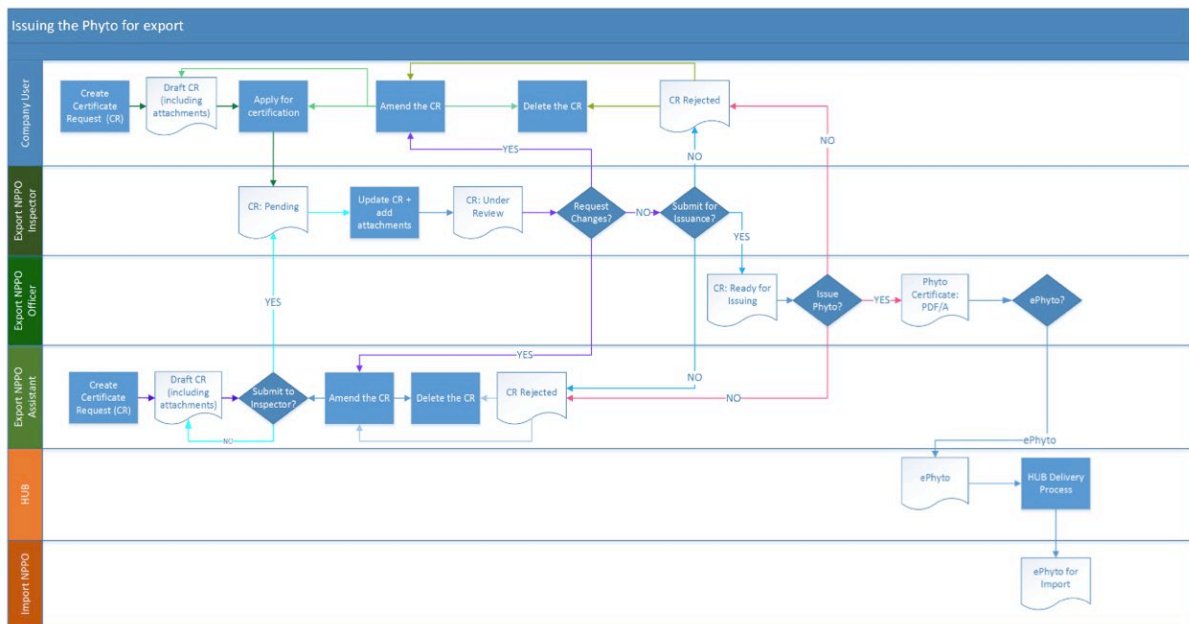 Issuing the Phyto for export
Company User
Create
Certificate
Request (CR)
Draft CR
(including
attachments)
Apply for
certification
Amend the CR
Delete the CR
CR Rejected
YES
NO
NO
Export NPPO
Inspector
CR: Pending
Update CR +
add
attachments
CR: Under
Review
Request
Changes?
NO
Submit for
Issuance?
YES
Export NPPO
Officer
YES
CR: Ready for
Issuing
Issue
Phyto?
YES
Phyto
Certificate:
PDF/A
ePhyto?
Export NPPO
Assistant
YES
Create
Certificate
Request (CR)
Draft CR
(including
attachments)
Submit to
Inspector?
NO
Amend the CR
Delete the CR
CR Rejected
NO
NO
ePhyto
HUB
ePhyto
HUB Delivery
Process
Import NPPO
ePhyto for
Import